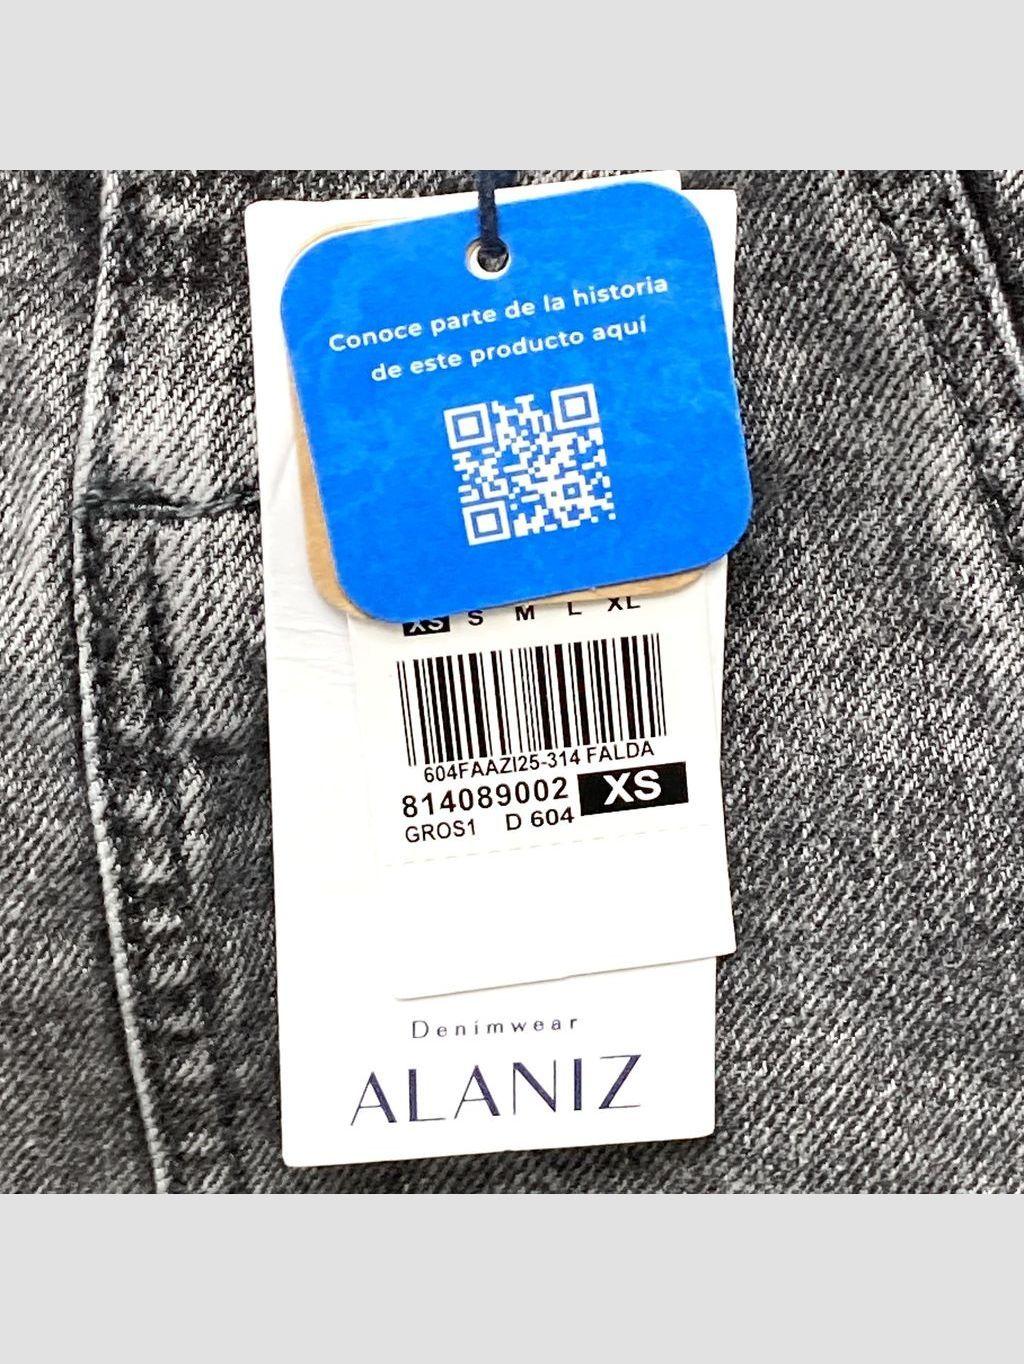 Conoce parte de la historia
de este producto aquí
XS S M L XL
604FAAZI25-314 FALDA
814089002 XS
GROS1 D 604
Denimwear
ALANIZ